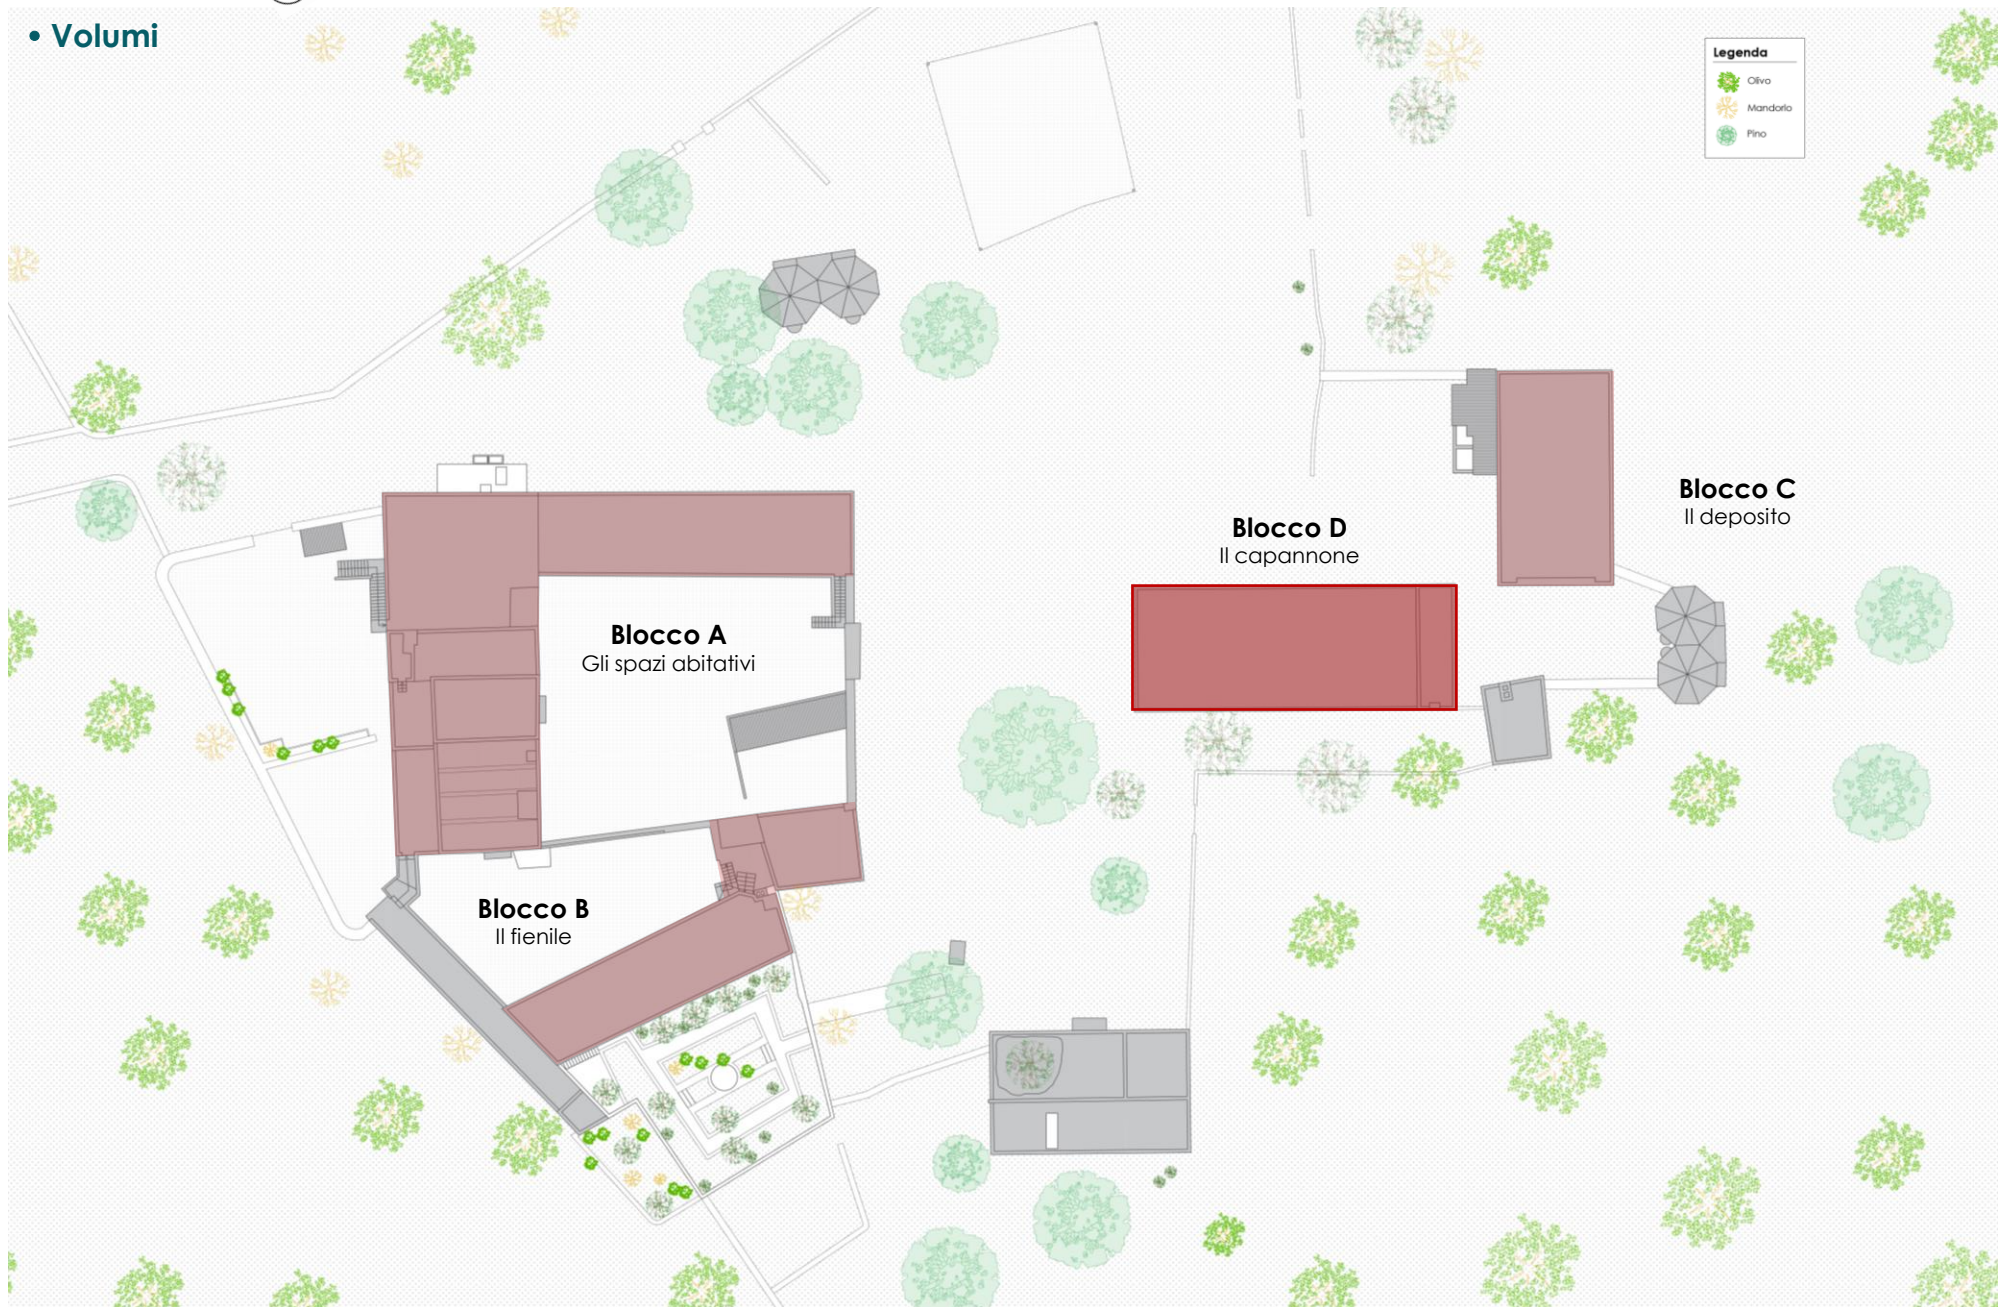 • Volumi
Legenda
Olivo
Mandorlo
Pino
Blocco C
Il deposito
Blocco D
Il capannone
Blocco A
Gli spazi abitativi
Blocco B
Il fienile